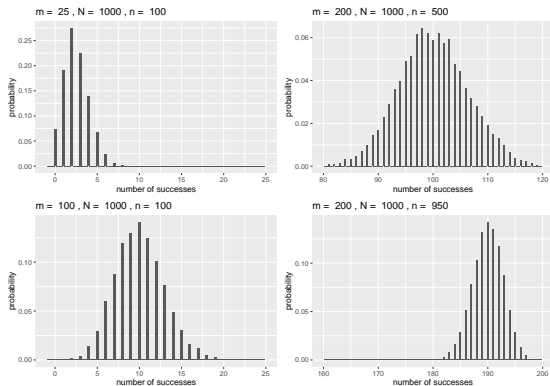 m = 25 , N = 1000 , n = 100
probability
0.25
0.20
0.15
0.10
0.05
0.00
0 5 10 15 20 25
number of successes
m = 200 , N = 1000 , n = 500
probability
0.06
0.04
0.02
0.00
80 90 100 110 120
number of successes
m = 100 , N = 1000 , n = 100
probability
0.10
0.05
0.00
0 5 10 15 20 25
number of successes
m = 200 , N = 1000 , n = 950
probability
0.10
0.05
0.00
160 170 180 190 200
number of successes